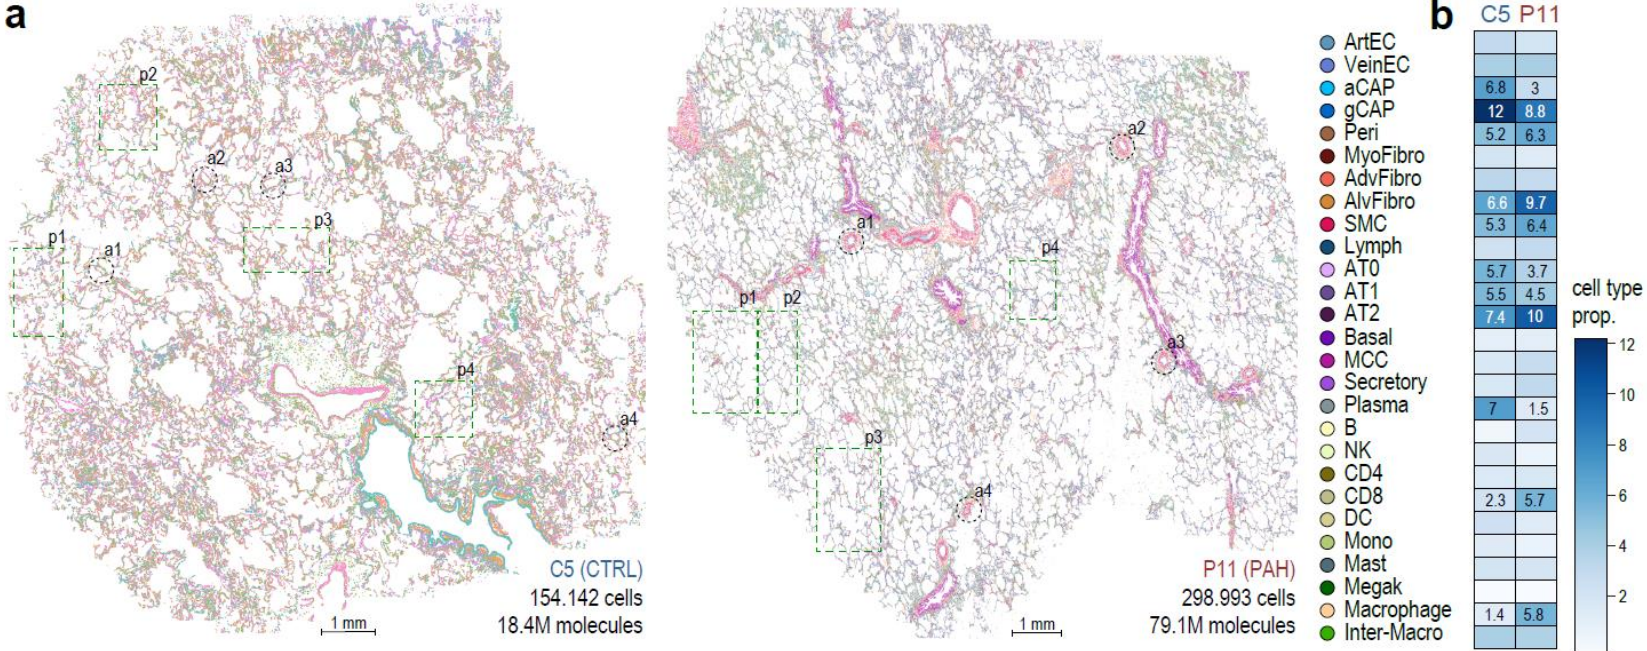 a
p2
a2
a3
p3
p1
a1
p4
a4
C5 (CTRL)
154.142 cells
18.4M molecules
1 mm
a2
a1
p4
p1
p2
a3
p3
a4
P11 (PAH)
298.993 cells
79.1M molecules
1 mm
ArtEC
VeinEC
aCAP
gCAP
Peri
MyoFibro
AdvFibro
AlvFibro
SMC
Lymph
AT0
AT1
AT2
Basal
MCC
Secretory
Plasma
B
NK
CD4
CD8
DC
Mono
Mast
Megak
Macrophage
Inter-Macro
b
C5 P11
6.8 3
12 8.8
5.2 6.3
6.6 9.7
5.3 6.4
5.7 3.7
5.5 4.5
7.4 10
7 1.5
2.3 5.7
1.4 5.8
cell type
prop.
12
10
8
6
4
2